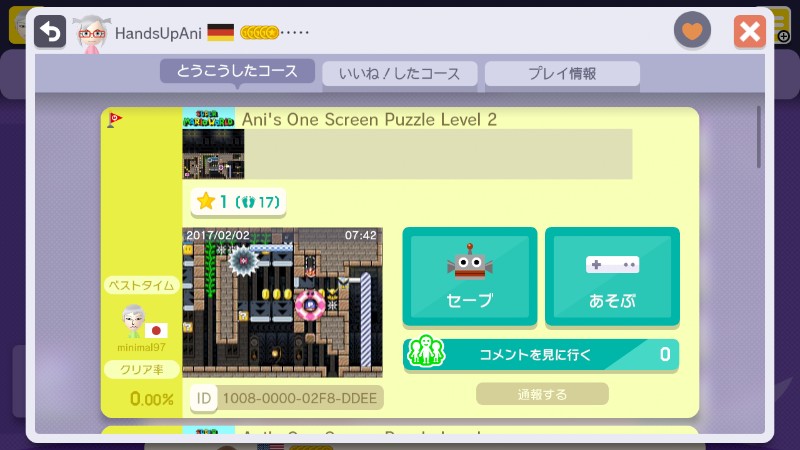 HandsUpAni
とうこうしたコース
いいね!したコース
プレイ情報
SUPER MARIO WORLD
Ani's One Screen Puzzle Level 2
1 (17)
2017/02/02 07:42
セーブ
あそぶ
ベストタイム
minimal97
クリア率
0.00%
コメントを見に行く 0
ID 1008-0000-02F8-DDEE
通報する